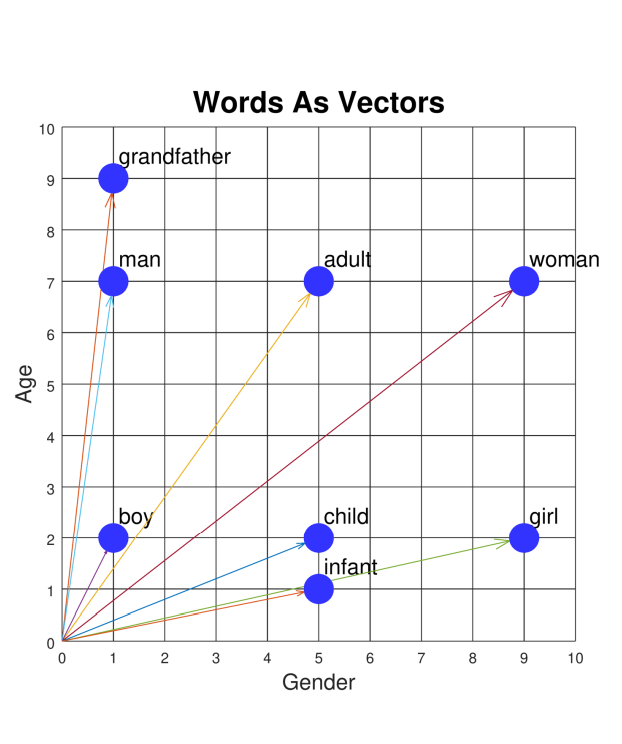 Words As Vectors
10
9
8
7
6
5
4
3
2
1
0
grandfather
man
adult
woman
boy
child
girl
infant
0 1 2 3 4 5 6 7 8 9 10
Age
Gender